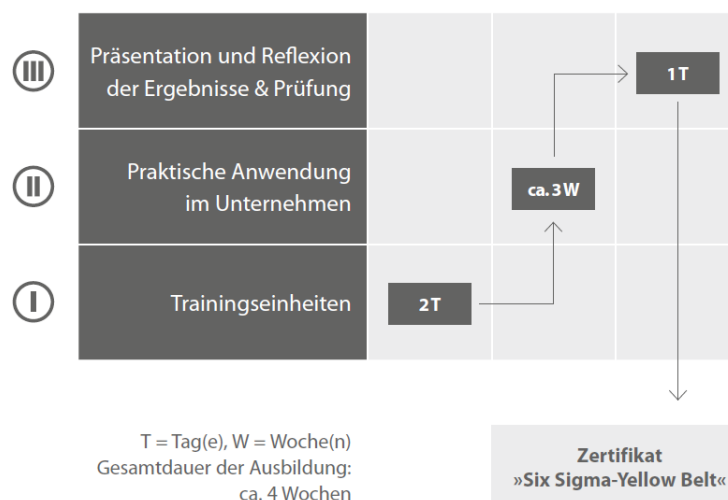 III
Präsentation und Reflexion
der Ergebnisse & Prüfung
1 T
II
Praktische Anwendung
im Unternehmen
ca. 3 W
I
Trainingseinheiten
2 T
T = Tag(e), W = Woche(n)
Gesamtdauer der Ausbildung:
ca. 4 Wochen
Zertifikat
»Six Sigma-Yellow Belt«